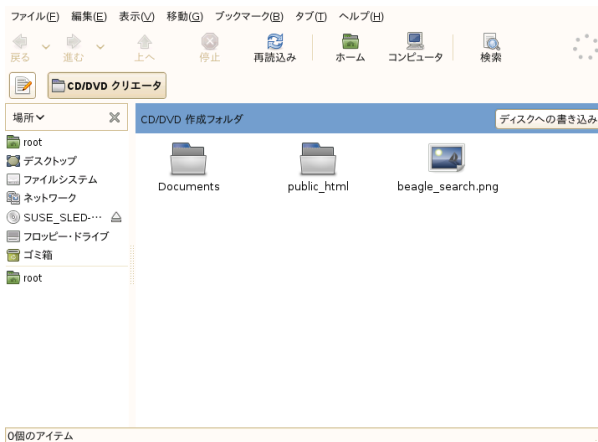 ファイル(F) 編集(E) 表示(V) 移動(G) ブックマーク(B) タブ(T) ヘルプ(H)
戻る 進む 上へ 停止 再読込み ホーム コンピュータ 検索
CD/DVD クリエータ
場所
CD/DVD 作成フォルダ
ディスクへの書き込み
root
デスクトップ
ファイルシステム
ネットワーク
SUSE_SLED-…
フロッピー・ドライブ
ゴミ箱
root
Documents
public_html
beagle_search.png
0個のアイテム